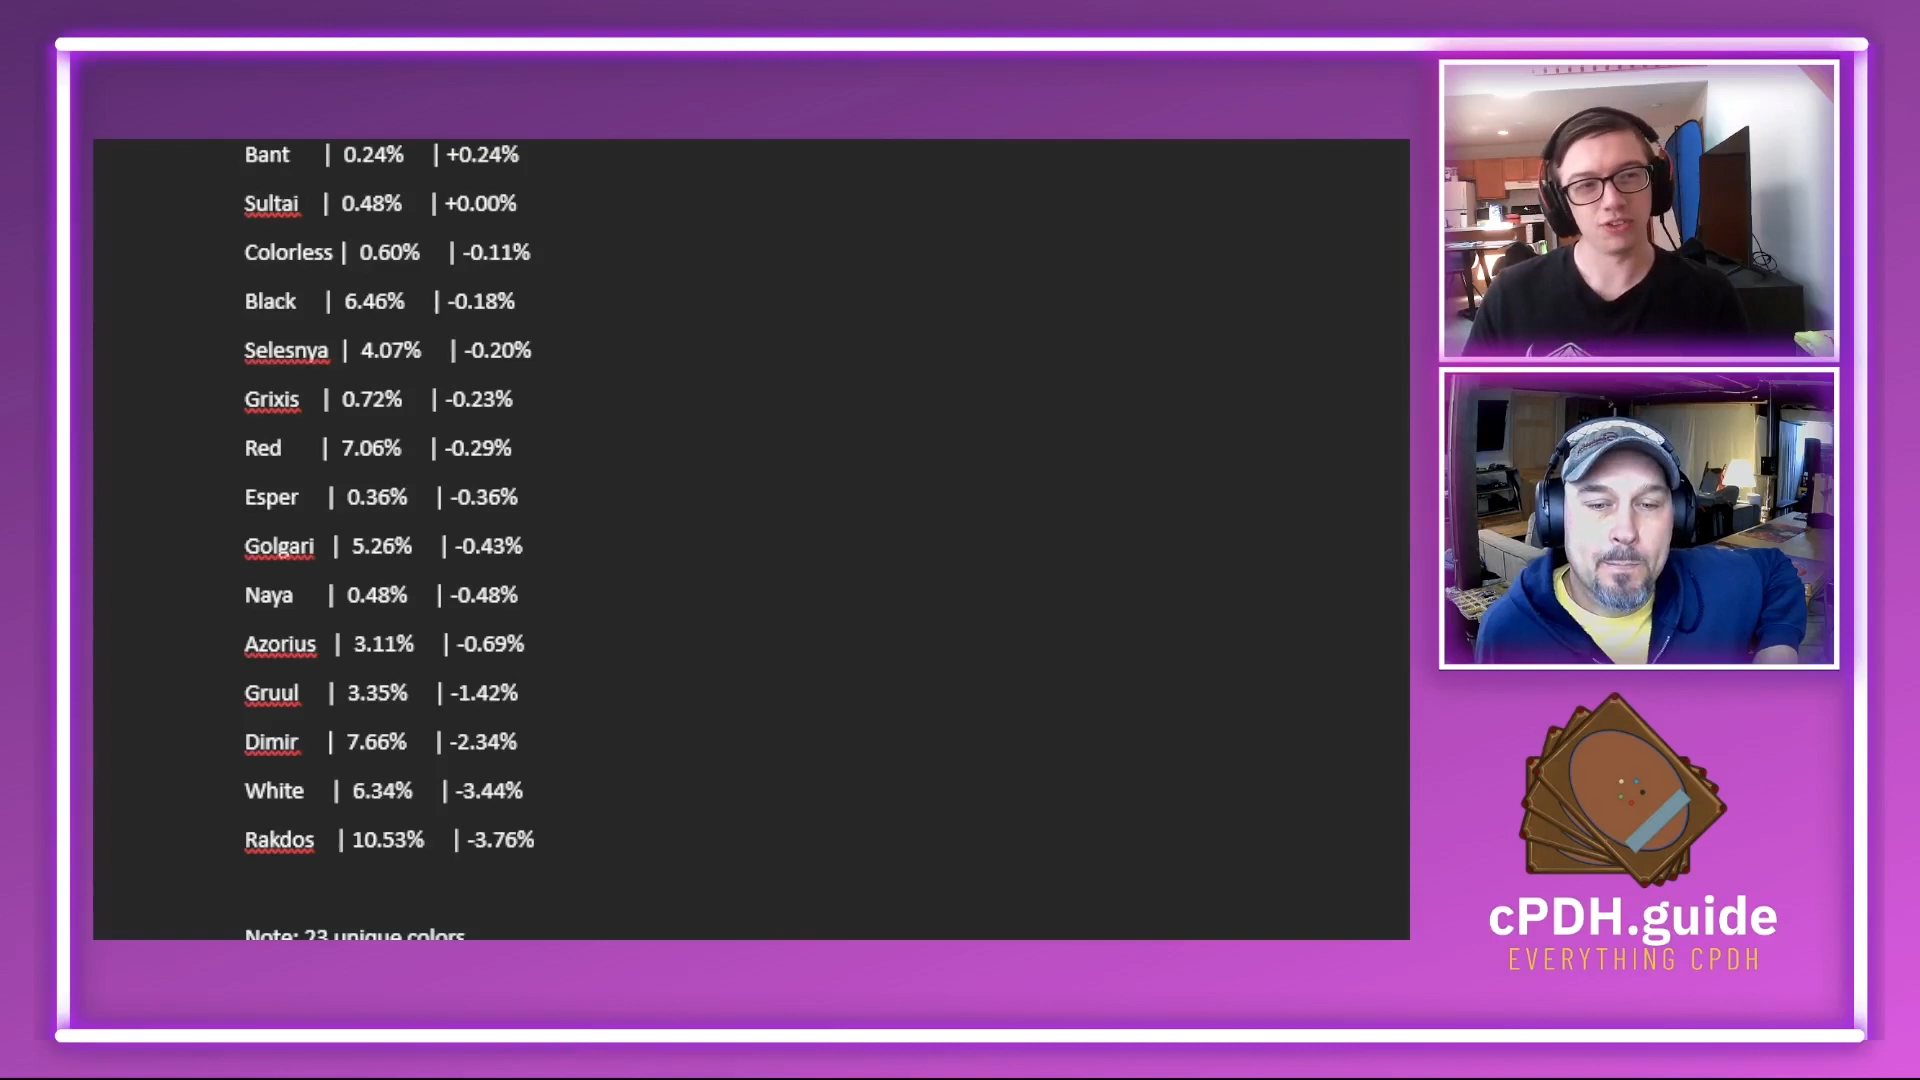 Bant | 0.24% | +0.24%
Sultai | 0.48% | +0.00%
Colorless | 0.60% | -0.11%
Black | 6.46% | -0.18%
Selesnya | 4.07% | -0.20%
Grixis | 0.72% | -0.23%
Red | 7.06% | -0.29%
Esper | 0.36% | -0.36%
Golgari | 5.26% | -0.43%
Naya | 0.48% | -0.48%
Azorius | 3.11% | -0.69%
Gruul | 3.35% | -1.42%
Dimir | 7.66% | -2.34%
White | 6.34% | -3.44%
Rakdos | 10.53% | -3.76%
Note: 23 unique colors
cPDH.guide
EVERYTHING CPDH